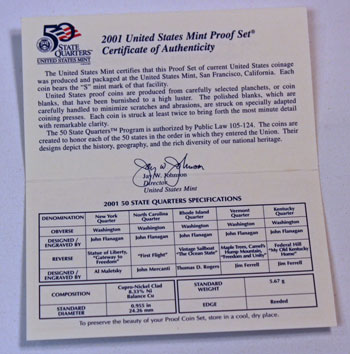 50
STATE
QUARTERS®
UNITED STATES MINT
2001 United States Mint Proof Set®
Certificate of Authenticity
The United States Mint certifies that this Proof Set of current United States coinage
was produced and packaged at the United States Mint, San Francisco, California. Each
coin bears the "S" mint mark of that facility.
United States proof coins are produced from carefully selected planchets, or coin
blanks, that have been burnished to a high luster. The polished blanks, which are
carefully handled to minimize scratches and abrasions, are struck on specially adapted
coining presses. Each coin is struck at least twice to bring forth the most minute detail
with remarkable clarity.
The 50 State Quarters™ Program is authorized by Public Law 105-124. The coins are
created to honor each of the 50 states in the order in which they entered the Union. Their
designs depict the history, geography, and the rich diversity of our national heritage.
Jay W. Johnson
Jay W. Johnson
Director
United States Mint
2001 50 STATE QUARTERS SPECIFICATIONS
DENOMINATION New York Quarter North Carolina Quarter Rhode Island Quarter Vermont Quarter Kentucky Quarter
OBVERSE Washington Washington Washington Washington Washington
DESIGNED/ENGRAVED BY John Flanagan John Flanagan John Flanagan John Flanagan John Flanagan
REVERSE Statue of Liberty, "Gateway to Freedom" "First Flight" Vintage Sailboat "The Ocean State" Maple Trees, Camel's Hump Mountain, "Freedom and Unity" Federal Hill "My Old Kentucky Home"
DESIGNED/ENGRAVED BY Al Maletsky John Mercanti Thomas D. Rogers Jim Ferrell Jim Ferrell
COMPOSITION Cupro-Nickel Clad 8.33% Ni Balance Cu STANDARD WEIGHT 5.67 g
STANDARD DIAMETER 0.955 in 24.26 mm EDGE Reeded
To preserve the beauty of your Proof Coin Set, store in a cool, dry place.